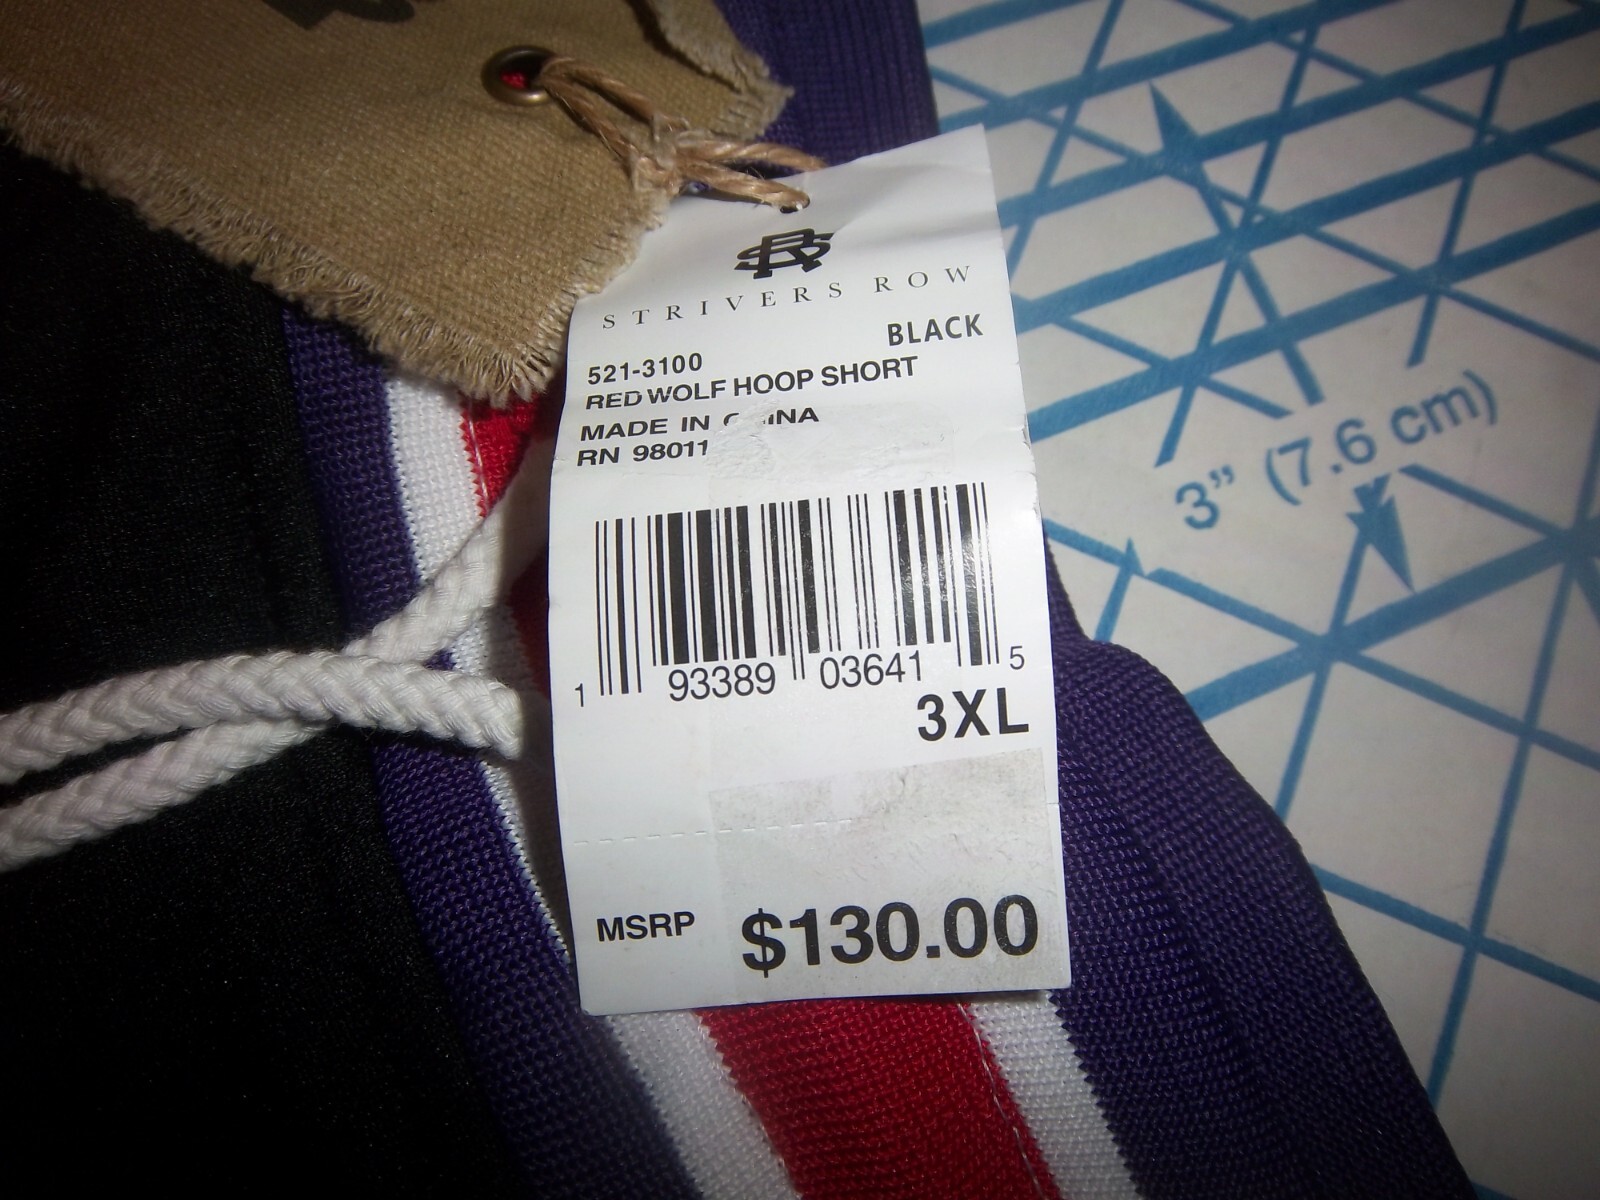 SR
STRIVERS ROW
BLACK
521-3100
RED WOLF HOOP SHORT
MADE IN
RN 98011
1 93389 03641 5
3XL
MSRP $130.00
3" (7.6 cm)